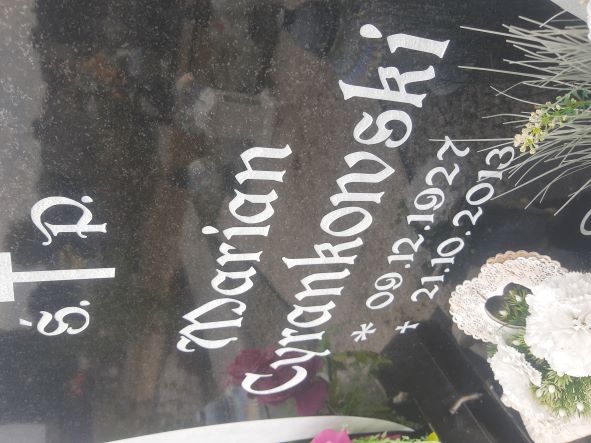 ś. p.
Marian
Cyrankowski
* 09.12.1927
† 21.10.2013